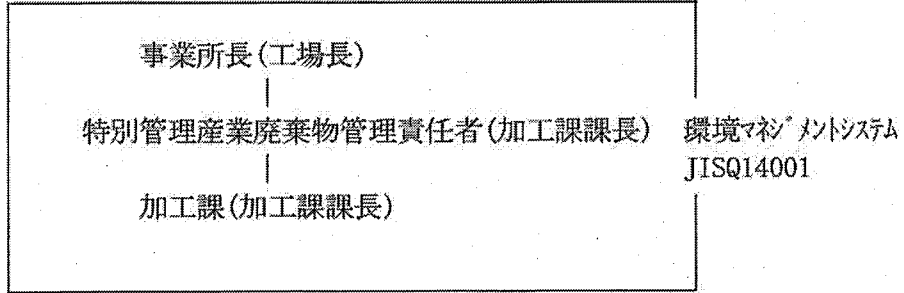 事業所長(工場長)
特別管理産業廃棄物管理責任者(加工課課長)
環境マネジメントシステム
JISQ14001
加工課(加工課課長)